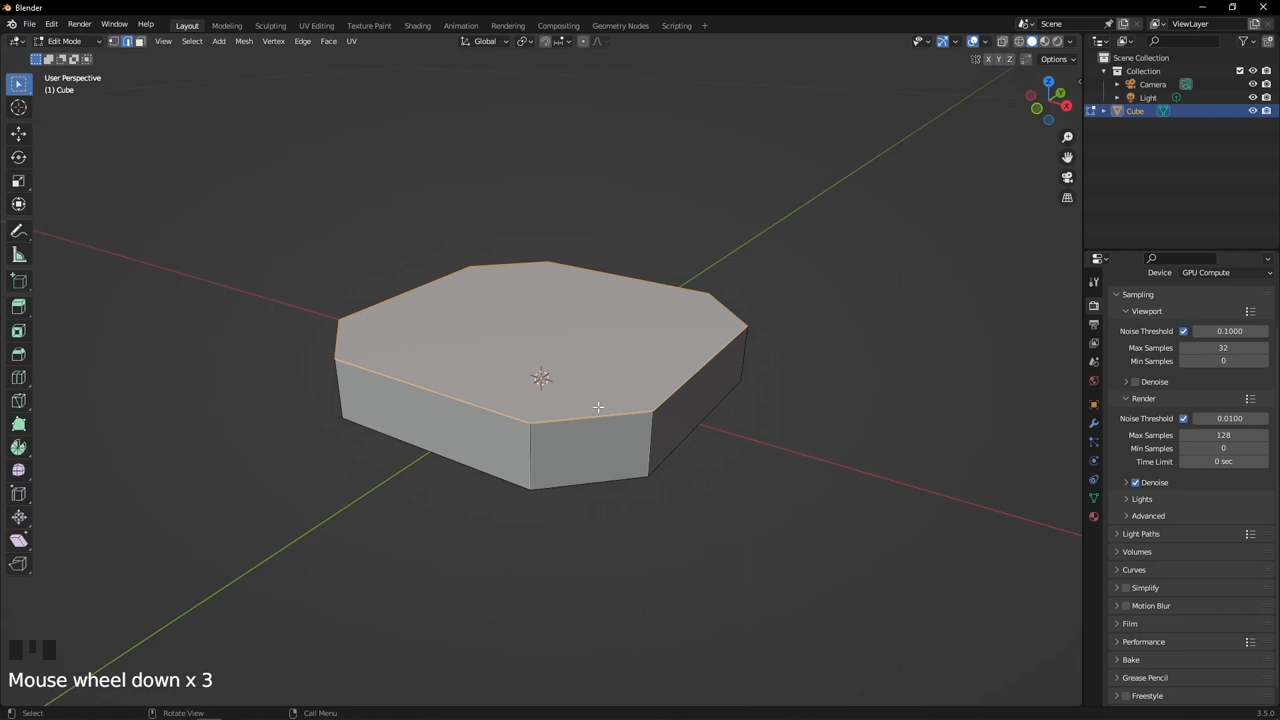 Blender
File Edit Render Window Help
Layout Modeling Sculpting UV Editing Texture Paint Shading Animation Rendering Compositing Geometry Nodes Scripting +
Scene
ViewLayer
Edit Mode
View Select Add Mesh Vertex Edge Face UV
Global
X Y Z
Options
User Perspective
(1) Cube
Z
Y
X
Scene Collection
Collection
Camera
Light
Cube
Device GPU Compute
Sampling
Viewport
Noise Threshold 0.1000
Max Samples 32
Min Samples 0
Denoise
Render
Noise Threshold 0.0100
Max Samples 128
Min Samples 0
Time Limit 0 sec
Denoise
Lights
Advanced
Light Paths
Volumes
Curves
Simplify
Motion Blur
Film
Performance
Bake
Grease Pencil
Freestyle
Mouse wheel down x 3
Select Rotate View Call Menu
3.5.0